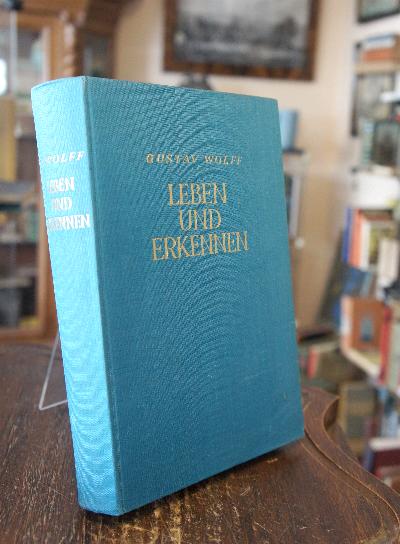 WOLFF
LEBEN
UND
ERKENNEN
GUSTAV WOLFF
LEBEN
UND
ERKENNEN